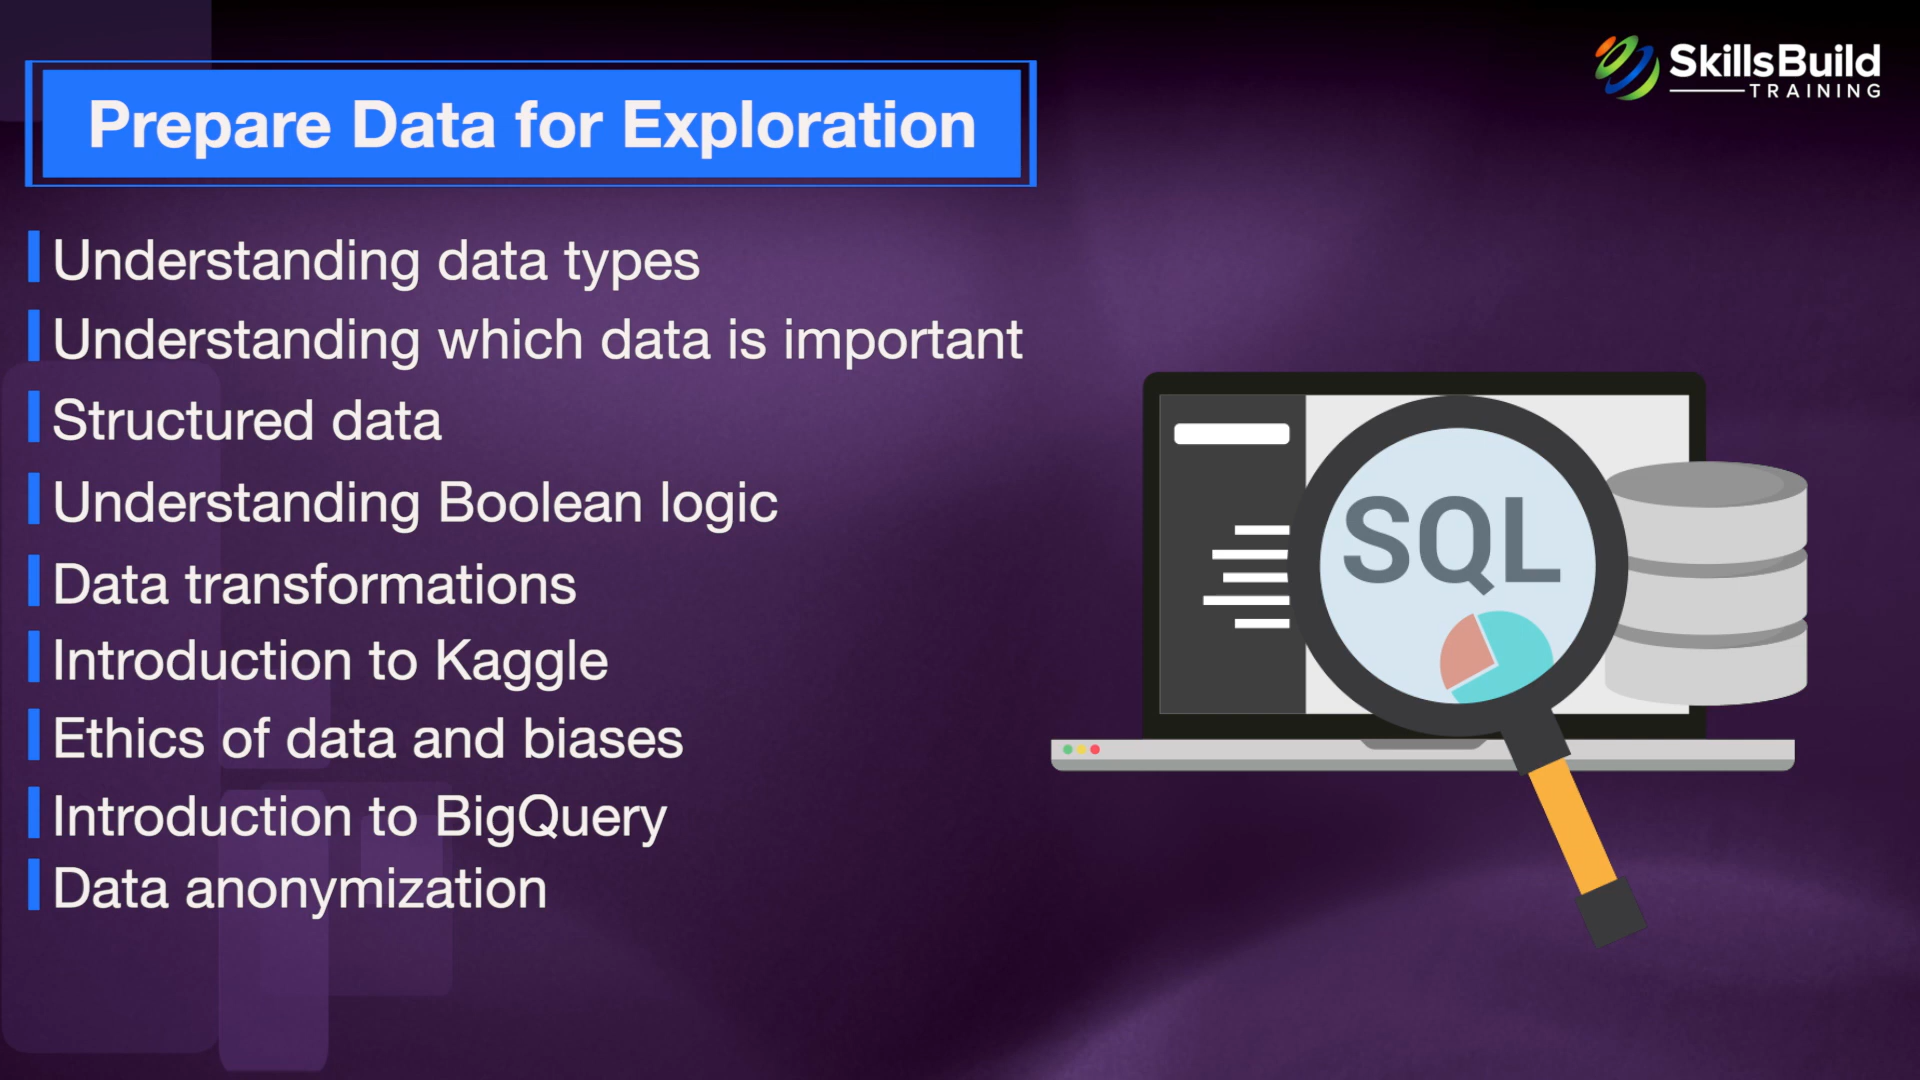 SkillsBuild
TRAINING
Prepare Data for Exploration
Understanding data types
Understanding which data is important
Structured data
Understanding Boolean logic
Data transformations
Introduction to Kaggle
Ethics of data and biases
Introduction to BigQuery
Data anonymization
SQL